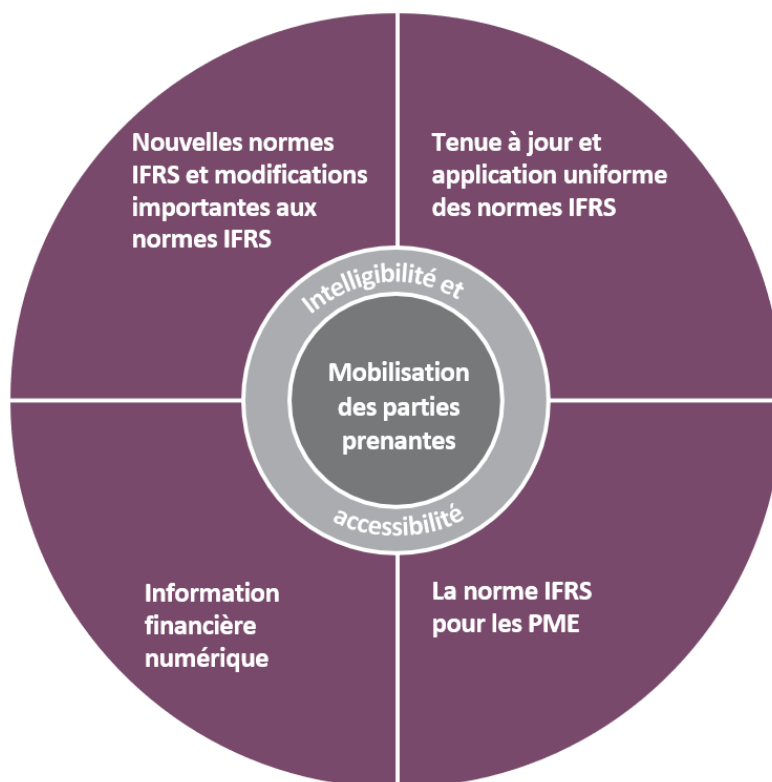 Nouvelles normes
IFRS et modifications
importantes aux
normes IFRS
Tenue à jour et
application uniforme
des normes IFRS
Intelligibilité et
Mobilisation
des parties
prenantes
accessibilité
Information
financière
numérique
La norme IFRS
pour les PME